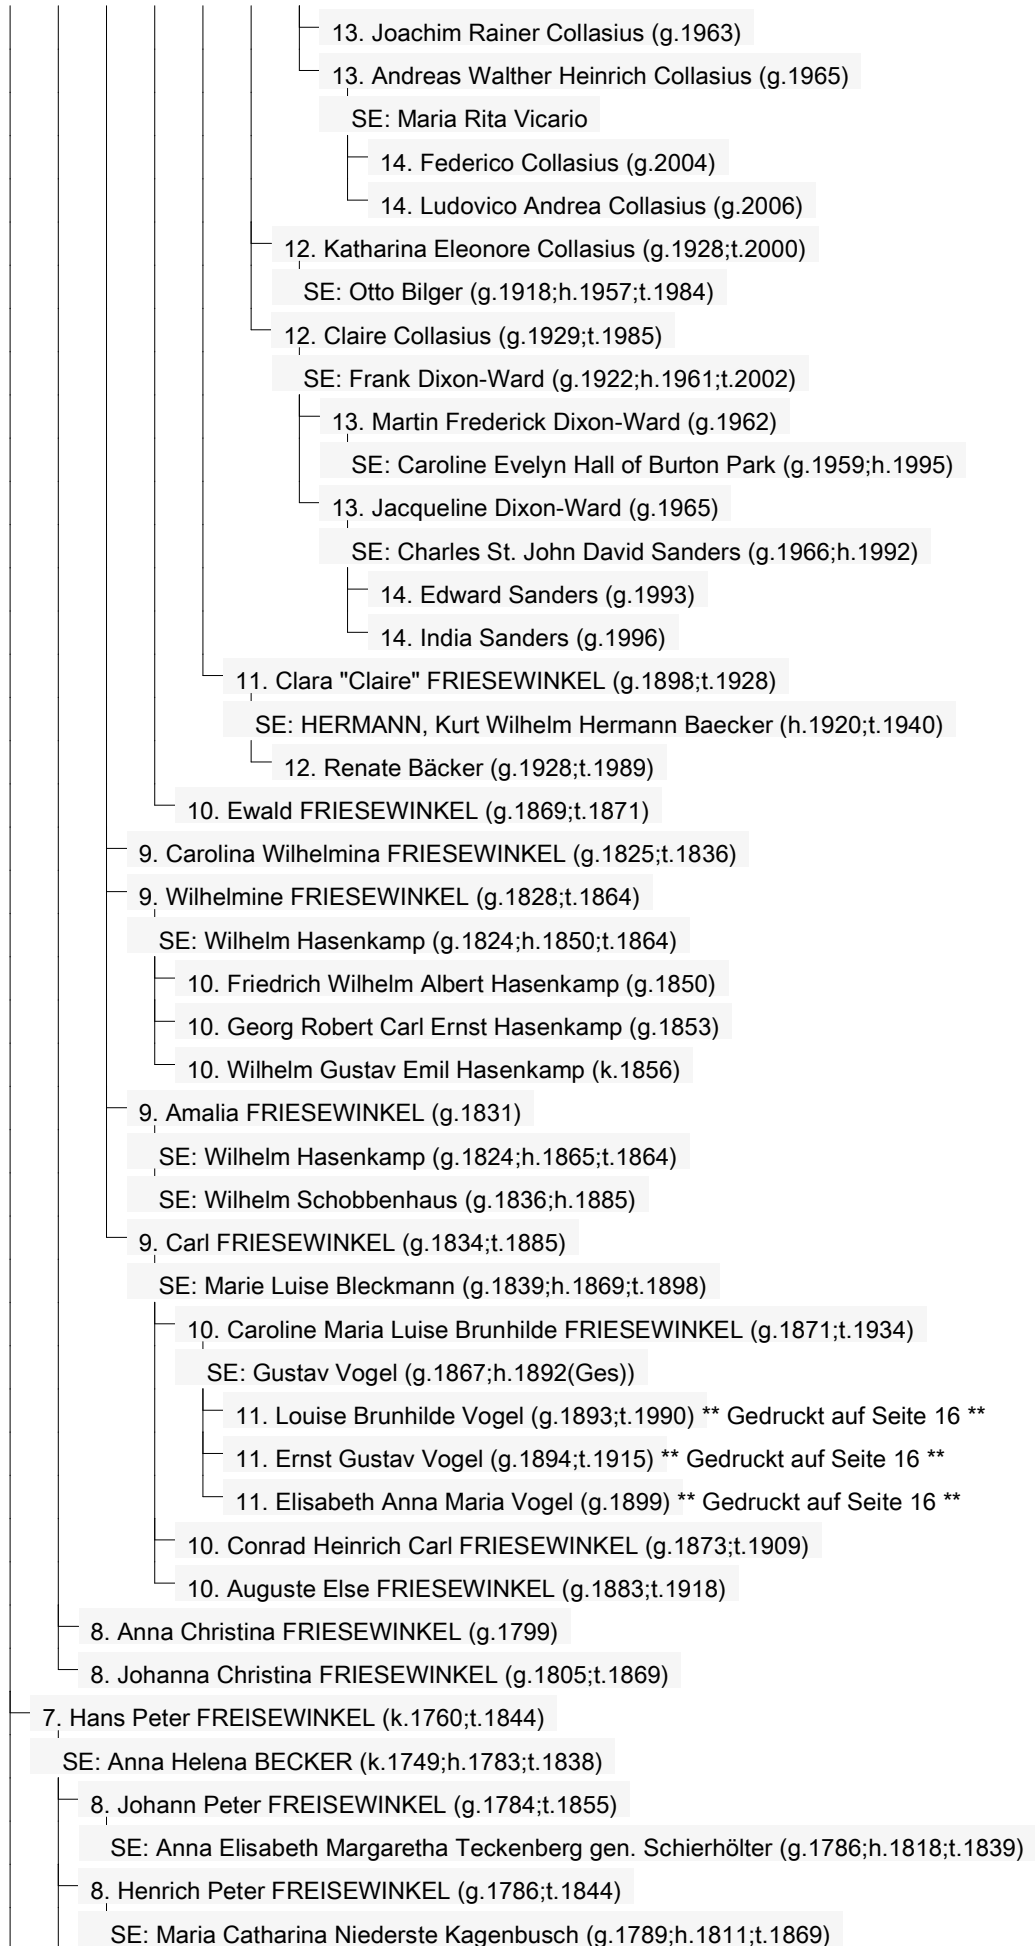 13. Joachim Rainer Collasius (g.1963)
13. Andreas Walther Heinrich Collasius (g.1965)
SE: Maria Rita Vicario
14. Federico Collasius (g.2004)
14. Ludovico Andrea Collasius (g.2006)
12. Katharina Eleonore Collasius (g.1928;t.2000)
SE: Otto Bilger (g.1918;h.1957;t.1984)
12. Claire Collasius (g.1929;t.1985)
SE: Frank Dixon-Ward (g.1922;h.1961;t.2002)
13. Martin Frederick Dixon-Ward (g.1962)
SE: Caroline Evelyn Hall of Burton Park (g.1959;h.1995)
13. Jacqueline Dixon-Ward (g.1965)
SE: Charles St. John David Sanders (g.1966;h.1992)
14. Edward Sanders (g.1993)
14. India Sanders (g.1996)
11. Clara "Claire" FRIESEWINKEL (g.1898;t.1928)
SE: HERMANN, Kurt Wilhelm Hermann Baecker (h.1920;t.1940)
12. Renate Bäcker (g.1928;t.1989)
10. Ewald FRIESEWINKEL (g.1869;t.1871)
9. Carolina Wilhelmina FRIESEWINKEL (g.1825;t.1836)
9. Wilhelmine FRIESEWINKEL (g.1828;t.1864)
SE: Wilhelm Hasenkamp (g.1824;h.1850;t.1864)
10. Friedrich Wilhelm Albert Hasenkamp (g.1850)
10. Georg Robert Carl Ernst Hasenkamp (g.1853)
10. Wilhelm Gustav Emil Hasenkamp (k.1856)
9. Amalia FRIESEWINKEL (g.1831)
SE: Wilhelm Hasenkamp (g.1824;h.1865;t.1864)
SE: Wilhelm Schobbenhaus (g.1836;h.1885)
9. Carl FRIESEWINKEL (g.1834;t.1885)
SE: Marie Luise Bleckmann (g.1839;h.1869;t.1898)
10. Caroline Maria Luise Brunhilde FRIESEWINKEL (g.1871;t.1934)
SE: Gustav Vogel (g.1867;h.1892(Ges))
11. Louise Brunhilde Vogel (g.1893;t.1990) ** Gedruckt auf Seite 16 **
11. Ernst Gustav Vogel (g.1894;t.1915) ** Gedruckt auf Seite 16 **
11. Elisabeth Anna Maria Vogel (g.1899) ** Gedruckt auf Seite 16 **
10. Conrad Heinrich Carl FRIESEWINKEL (g.1873;t.1909)
10. Auguste Else FRIESEWINKEL (g.1883;t.1918)
8. Anna Christina FRIESEWINKEL (g.1799)
8. Johanna Christina FRIESEWINKEL (g.1805;t.1869)
7. Hans Peter FREISEWINKEL (k.1760;t.1844)
SE: Anna Helena BECKER (k.1749;h.1783;t.1838)
8. Johann Peter FREISEWINKEL (g.1784;t.1855)
SE: Anna Elisabeth Margaretha Teckenberg gen. Schierhölter (g.1786;h.1818;t.1839)
8. Henrich Peter FREISEWINKEL (g.1786;t.1844)
SE: Maria Catharina Niederste Kagenbusch (g.1789;h.1811;t.1869)